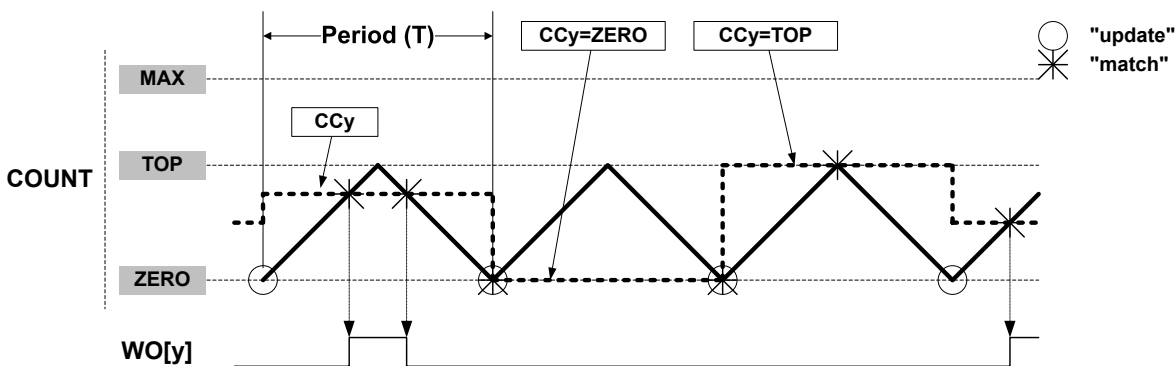 Period (T)
CCy=ZERO
CCy=TOP
"update"
"match"
MAX
CCy
TOP
COUNT
ZERO
WO[y]